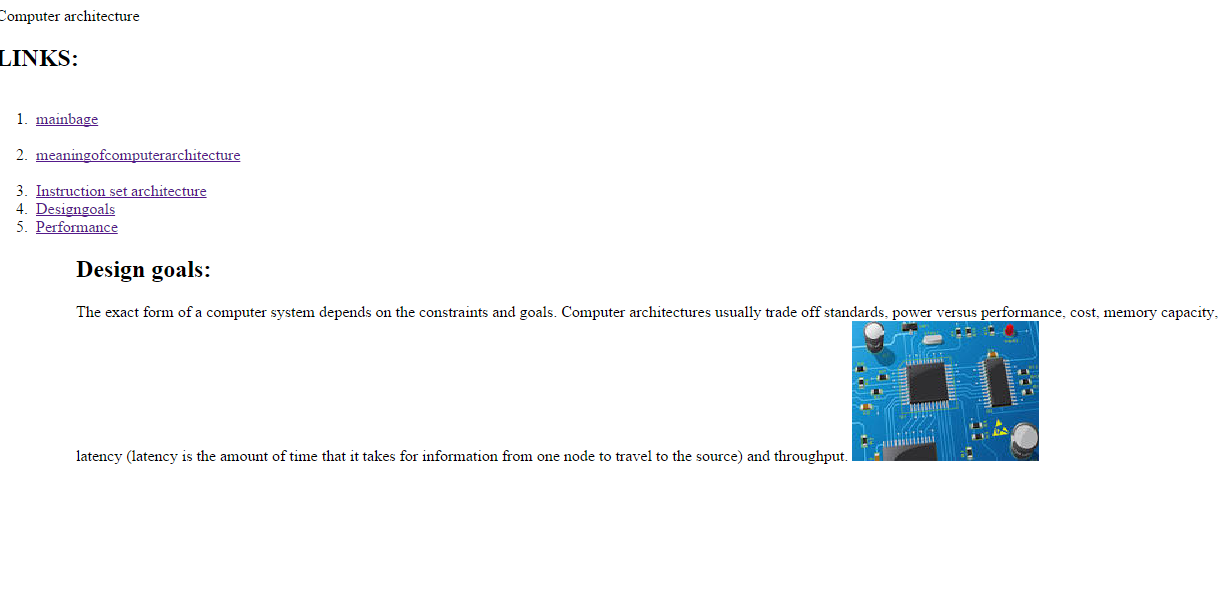 Computer architecture
LINKS:
1. mainbage
2. meaningofcomputerarchitecture
3. Instruction set architecture
4. Designgoals
5. Performance
Design goals:
The exact form of a computer system depends on the constraints and goals. Computer architectures usually trade off standards, power versus performance, cost, memory capacity,
latency (latency is the amount of time that it takes for information from one node to travel to the source) and throughput.